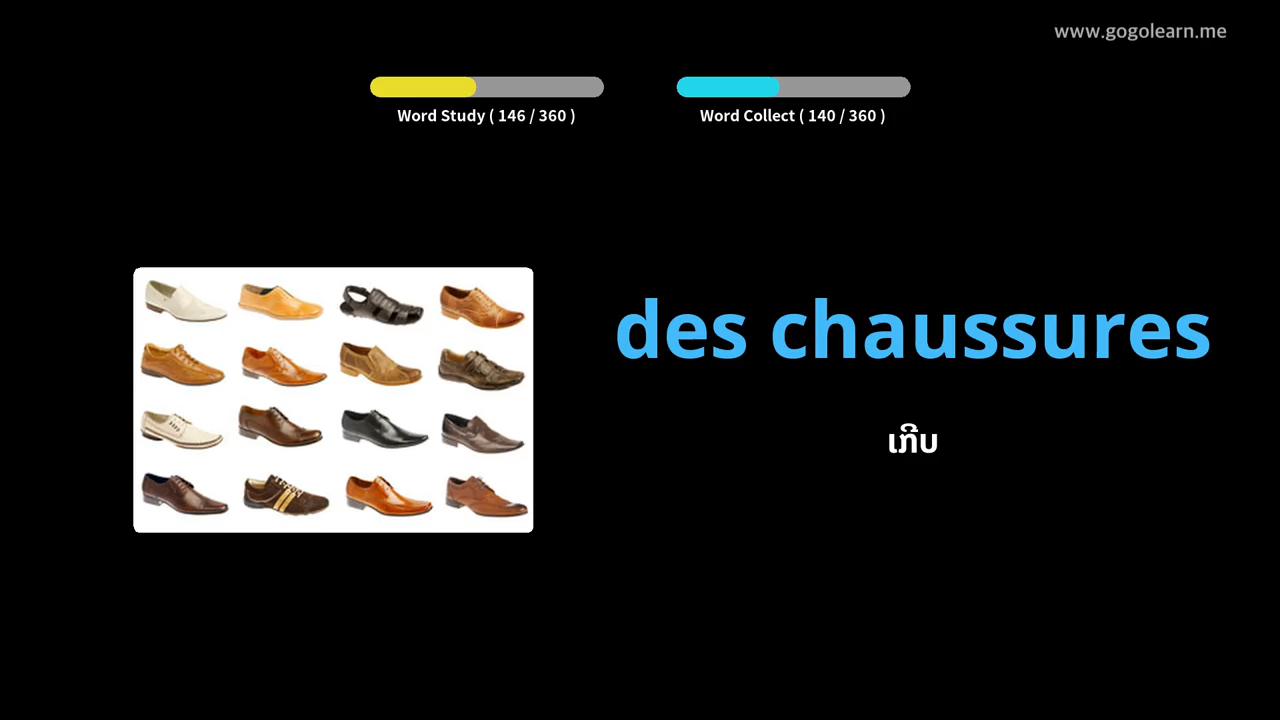 www.gogolearn.me
Word Study ( 146 / 360 )
Word Collect ( 140 / 360 )
des chaussures
ເກີບ